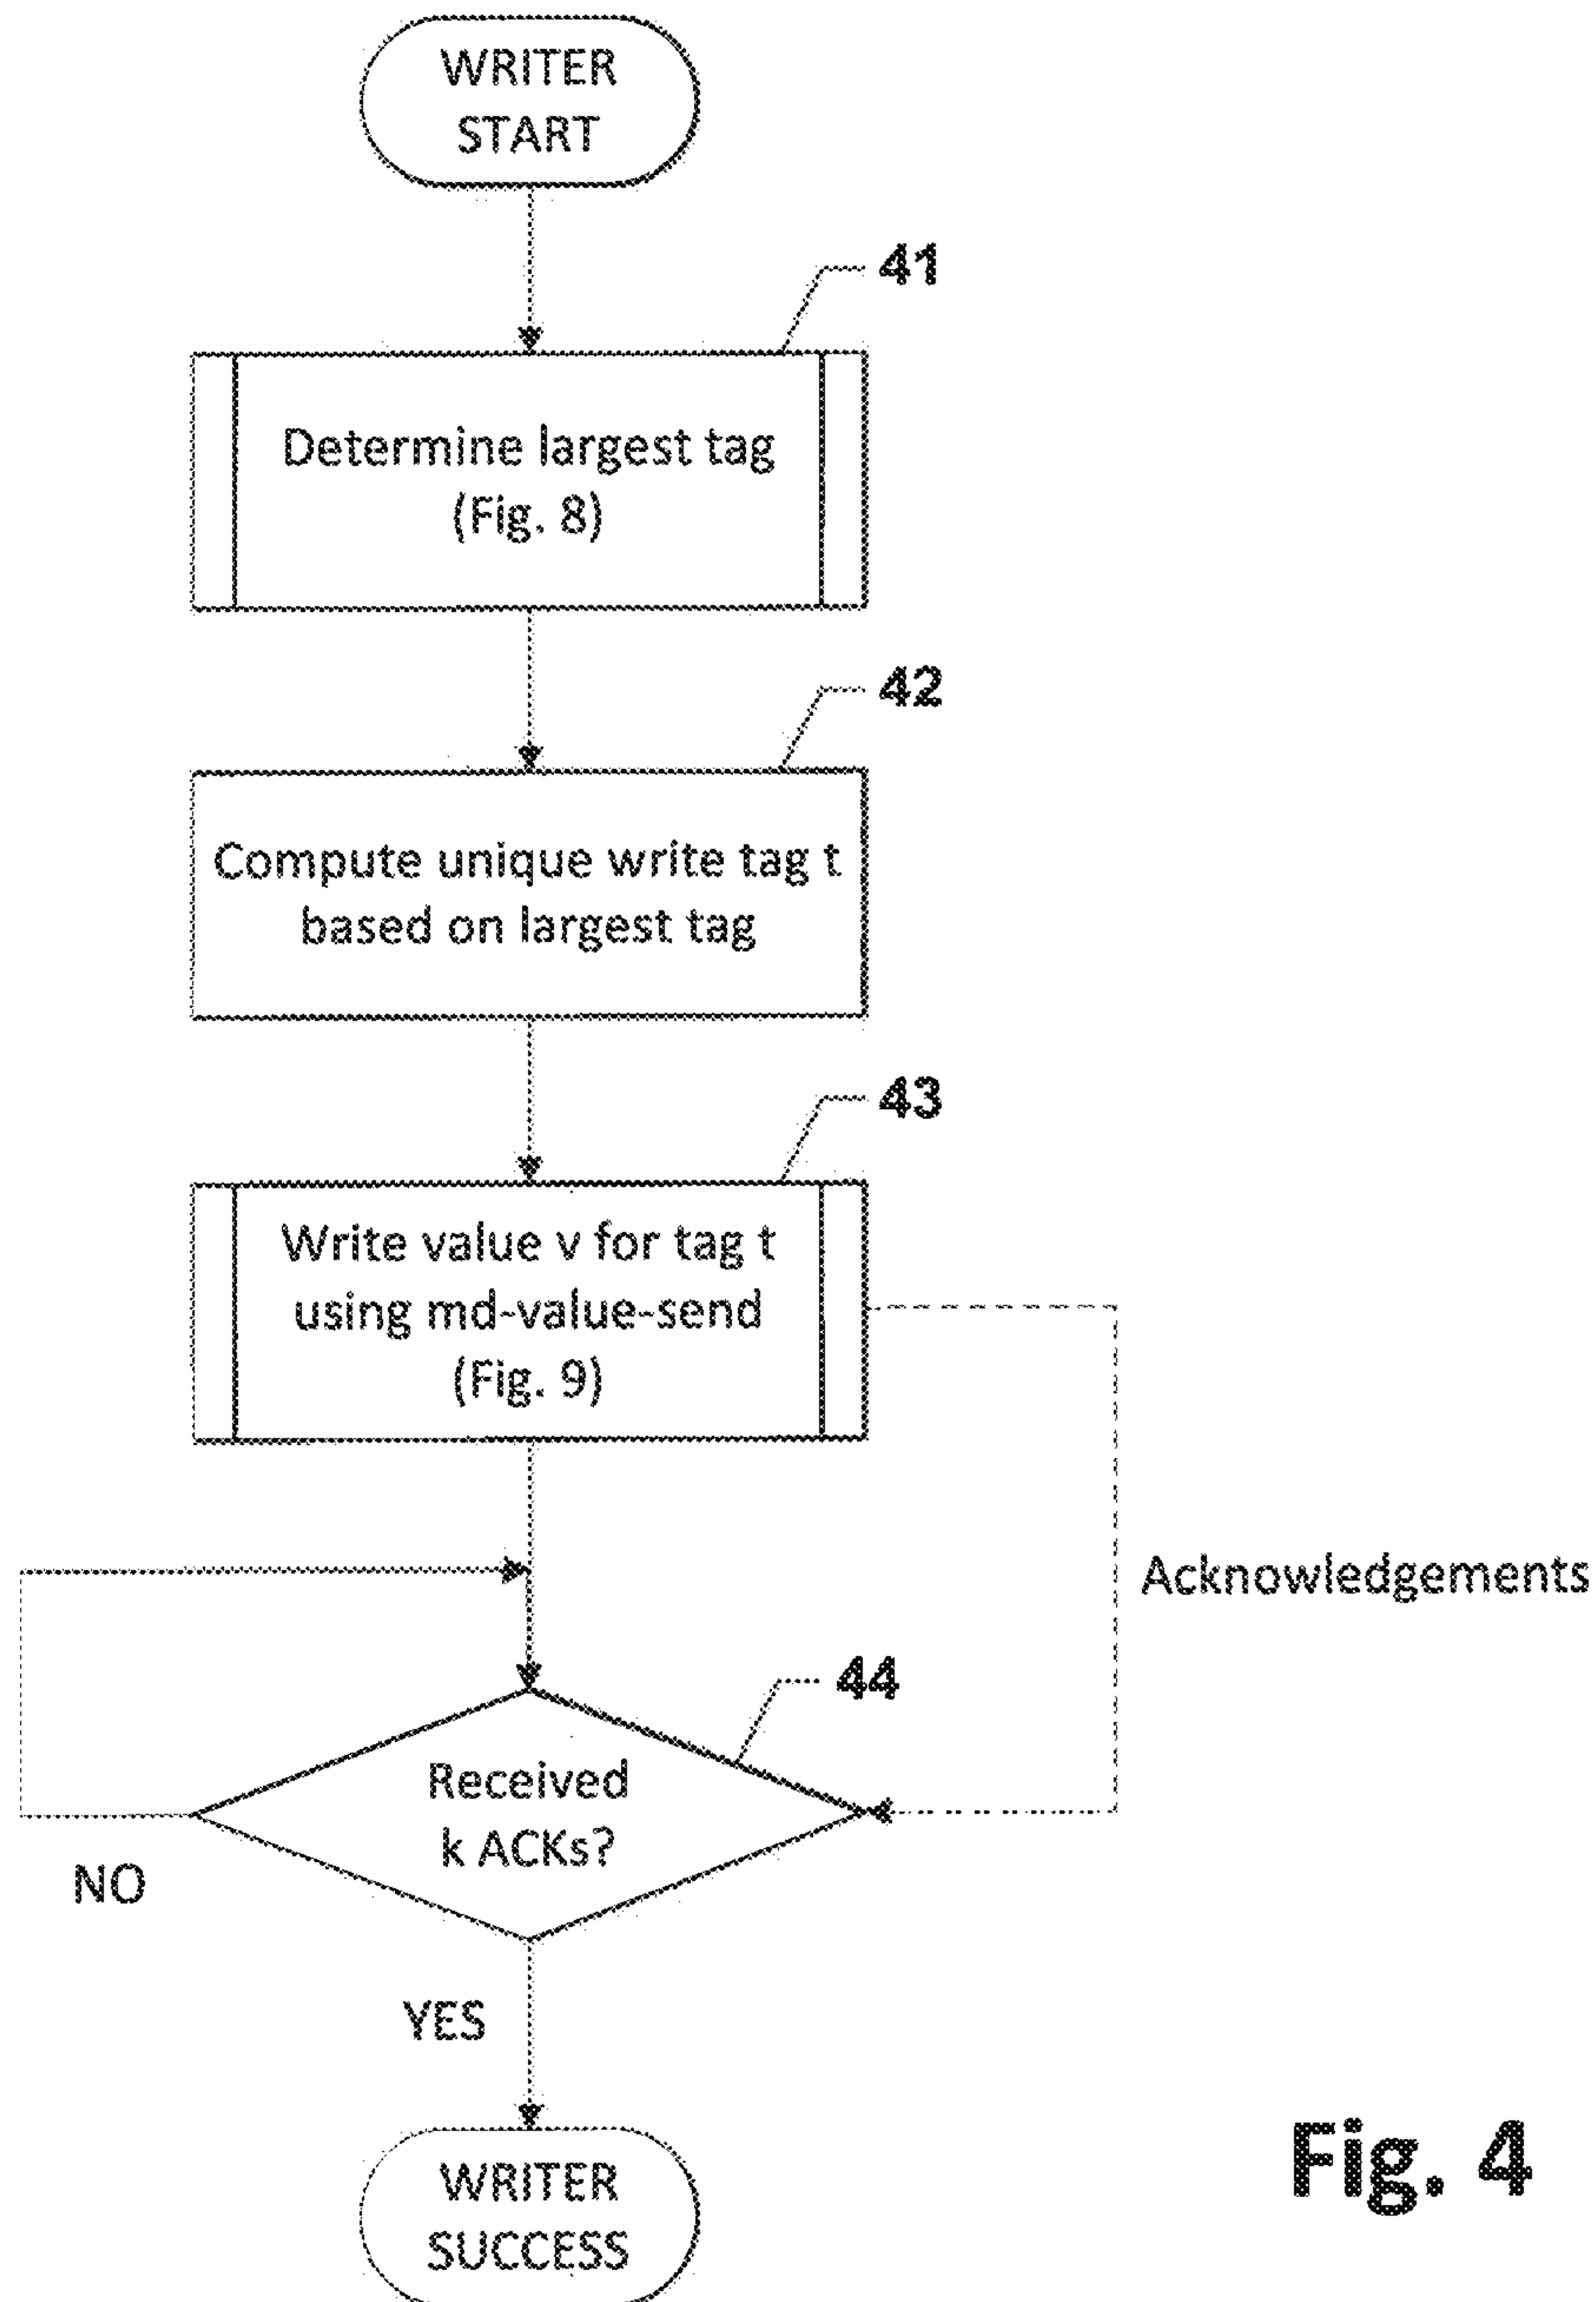 WRITER
START
41
Determine largest tag
(Fig. 8)
42
Compute unique write tag t
based on largest tag
43
Write value v for tag t
using md-value-send
(Fig. 9)
Acknowledgements
44
Received
k ACKs?
NO
YES
WRITER
SUCCESS
Fig. 4